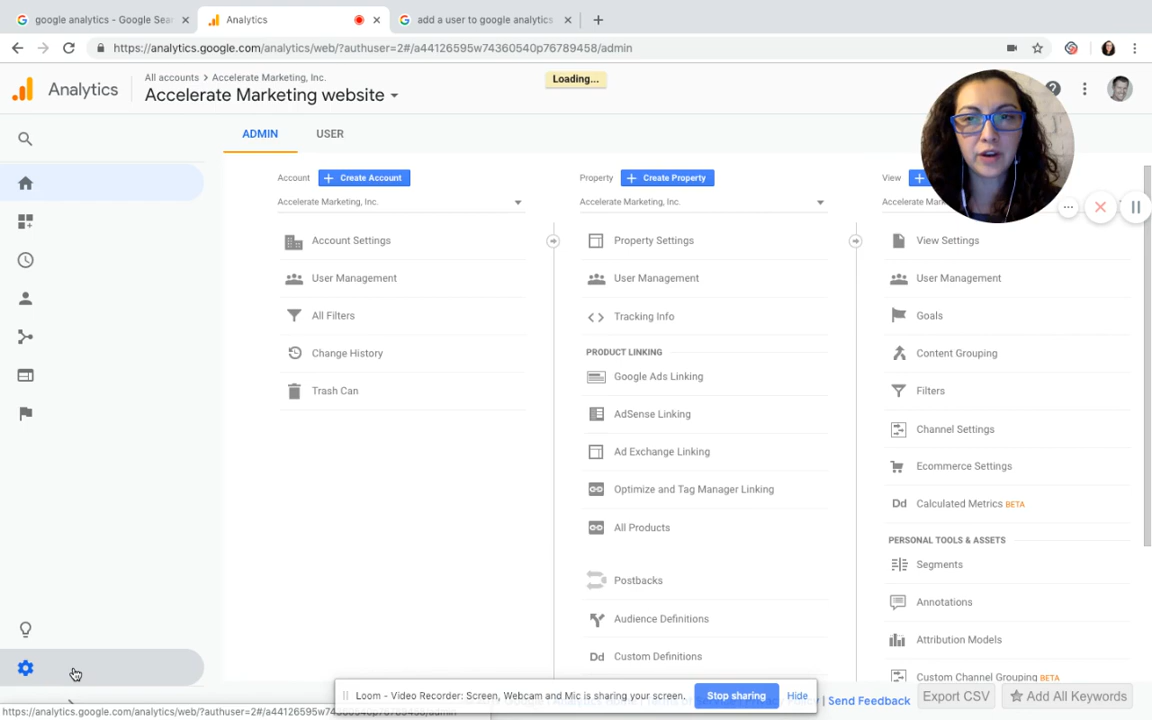 google analytics - Google Sear
Analytics
add a user to google analytics
https://analytics.google.com/analytics/web/?authuser=2#/a44126595w74360540p76789458/admin
Analytics
All accounts > Accelerate Marketing, Inc.
Accelerate Marketing website
Loading...
ADMIN
USER
Account
Create Account
Property
Create Property
View
Accelerate Marketing, Inc.
Accelerate Marketing, Inc.
Accelerate Mar
Account Settings
User Management
All Filters
Change History
Trash Can
Property Settings
User Management
Tracking Info
PRODUCT LINKING
Google Ads Linking
AdSense Linking
Ad Exchange Linking
Optimize and Tag Manager Linking
All Products
Postbacks
Audience Definitions
Dd Custom Definitions
View Settings
User Management
Goals
Content Grouping
Filters
Channel Settings
Ecommerce Settings
Dd Calculated Metrics BETA
PERSONAL TOOLS & ASSETS
Segments
Annotations
Attribution Models
Custom Channel Grouping BETA
Loom - Video Recorder: Screen, Webcam and Mic is sharing your screen.
Stop sharing
Hide
Send Feedback
Export CSV
Add All Keywords
https://analytics.google.com/analytics/web/?authuser=2#/a44126595w74360540p76789458/admin